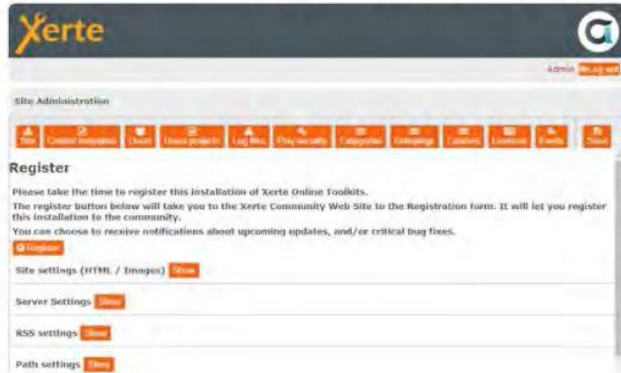 Xerte
Admin Log out
Site Administration
Site Content templates Users Users projects Log files Play security Categories Groupings Courses Licences Feeds Save
Register
Please take the time to register this installation of Xerte Online Toolkits.
The register button below will take you to the Xerte Community Web Site to the Registration form. It will let you register
this installation to the community.
You can choose to receive notifications about upcoming updates, and/or critical bug fixes.
Register
Site settings (HTML / Images) Show
Server Settings Show
RSS settings Show
Path settings Show